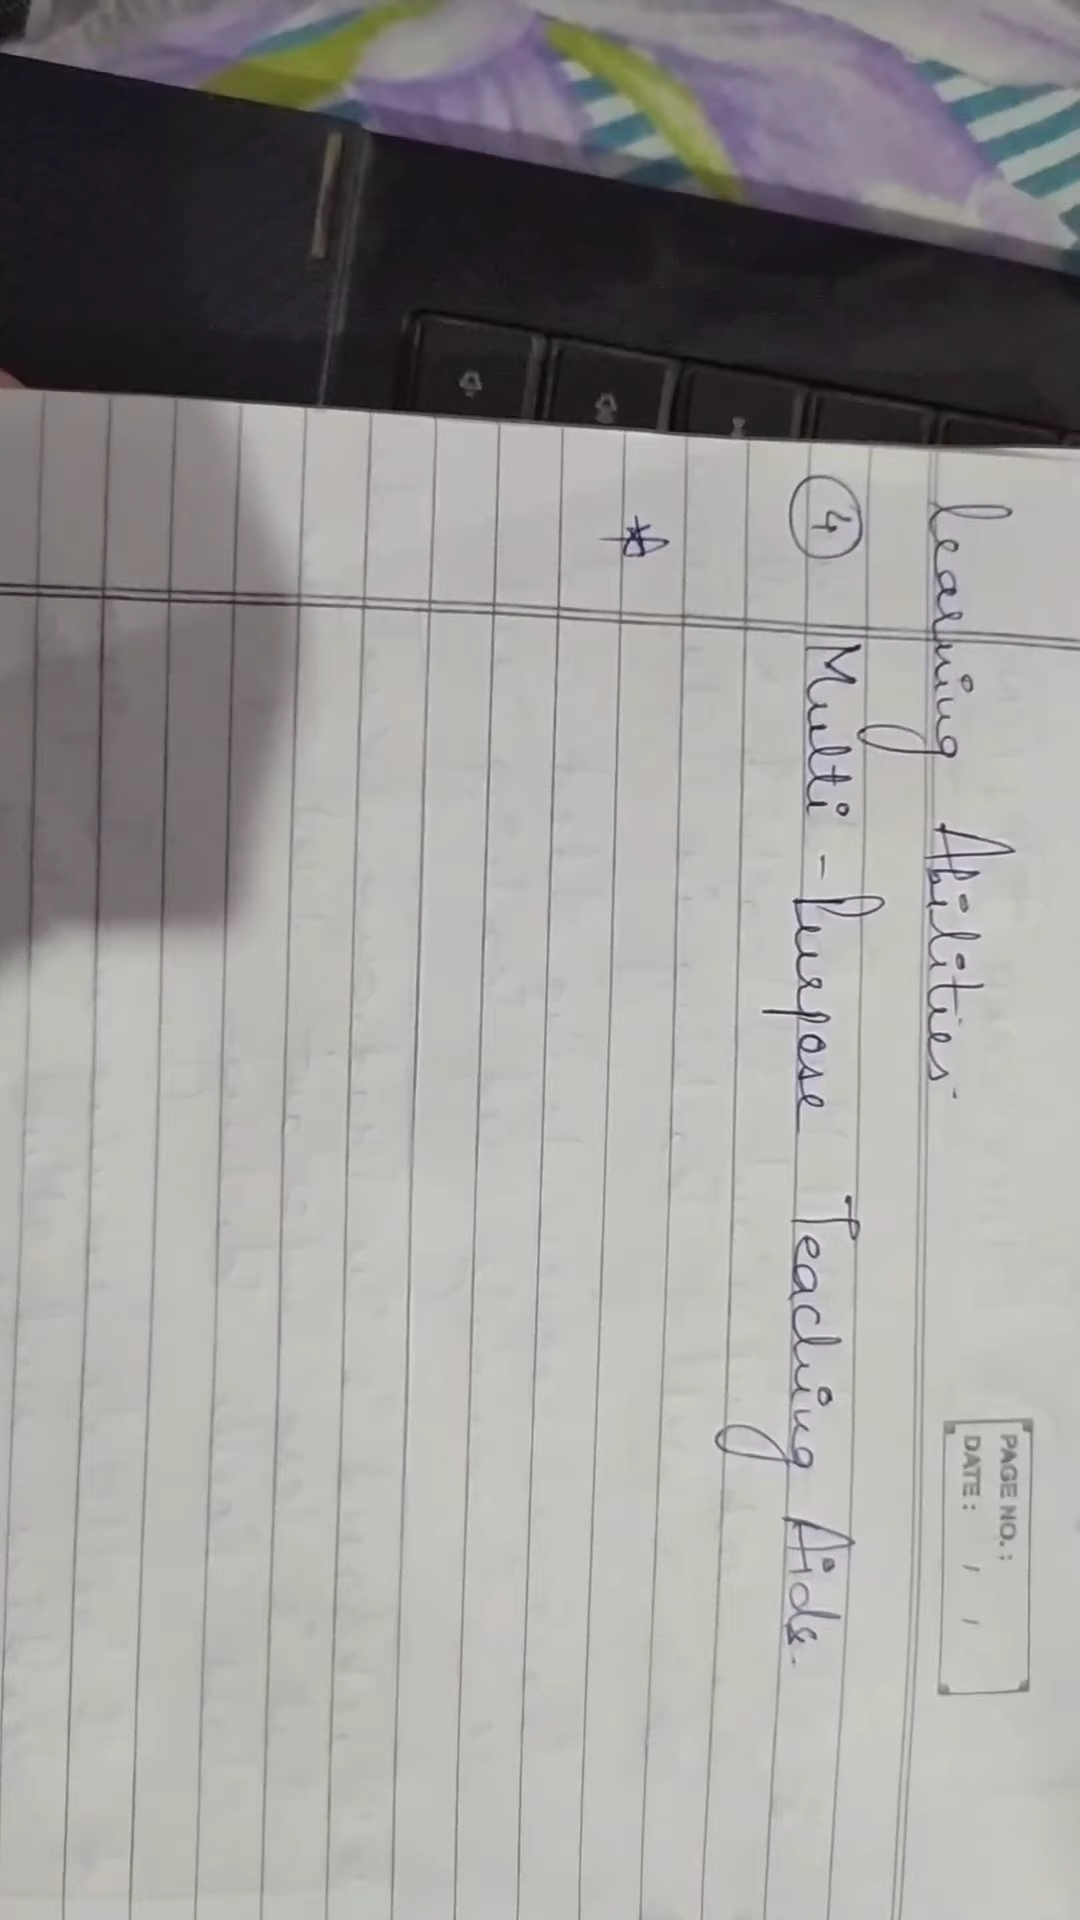 PAGE NO. :
DATE : / /
learning Abilities.
④ Multi-Purpose Teaching Aids.